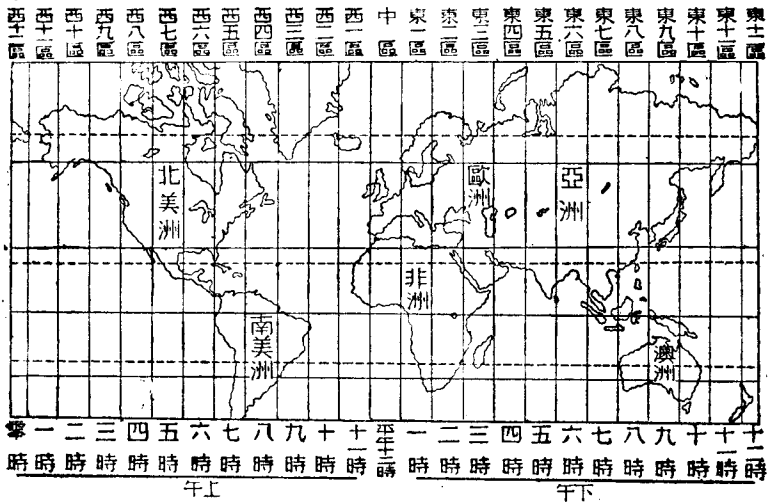 西十二區
西十一區
西十區
西九區
西八區
西七區
西六區
西五區
西四區
西三區
西二區
西一區
中區
東一區
東二區
東三區
東四區
東五區
東六區
東七區
東八區
東九區
東十區
東十一區
東十二區
北美洲
南美洲
歐洲
非洲
亞洲
澳洲
零時
一時
二時
三時
四時
五時
六時
七時
八時
九時
十時
十一時
正午十二時
一時
二時
三時
四時
五時
六時
七時
八時
九時
十時
十一時
十二時
上午
下午